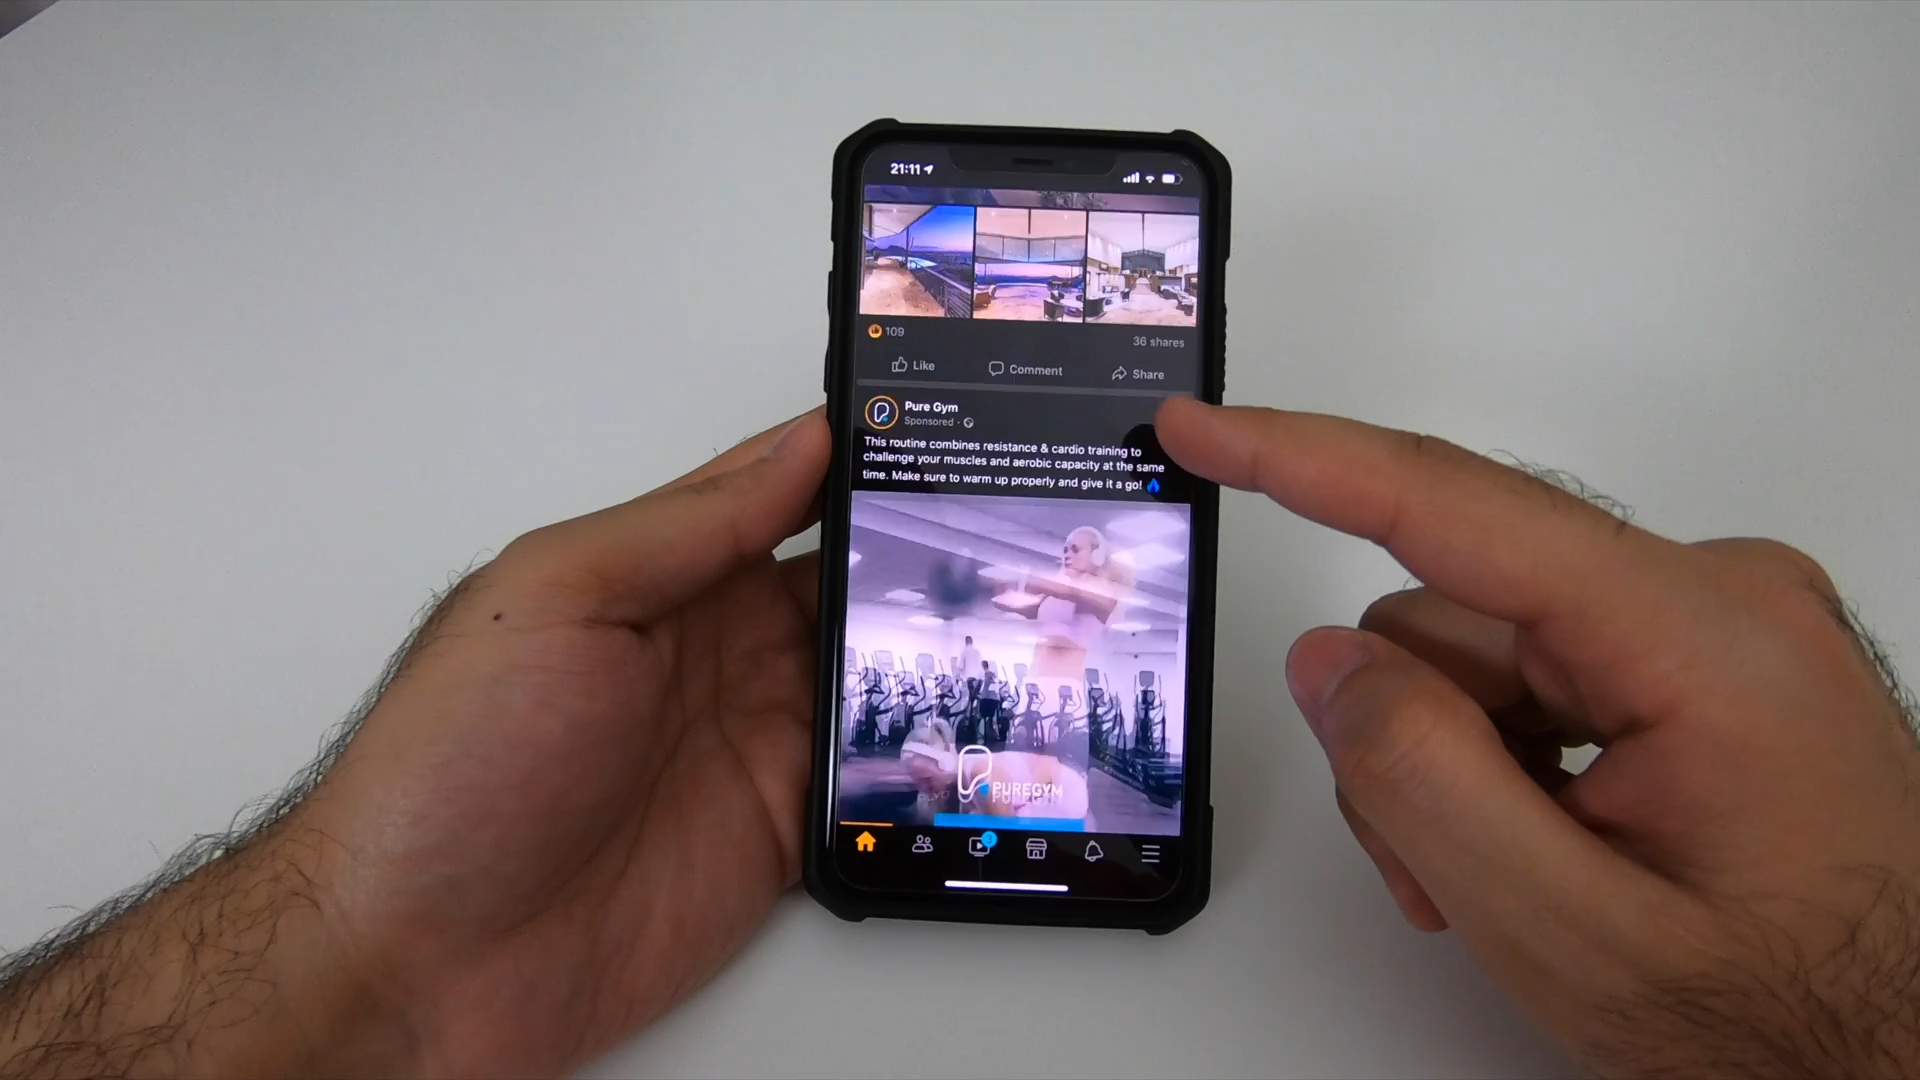 21:11
109
36 shares
Like
Comment
Share
Pure Gym
Sponsored ·
This routine combines resistance & cardio training to
challenge your muscles and aerobic capacity at the same
time. Make sure to warm up properly and give it a go! 🔥
PUREGYM
3